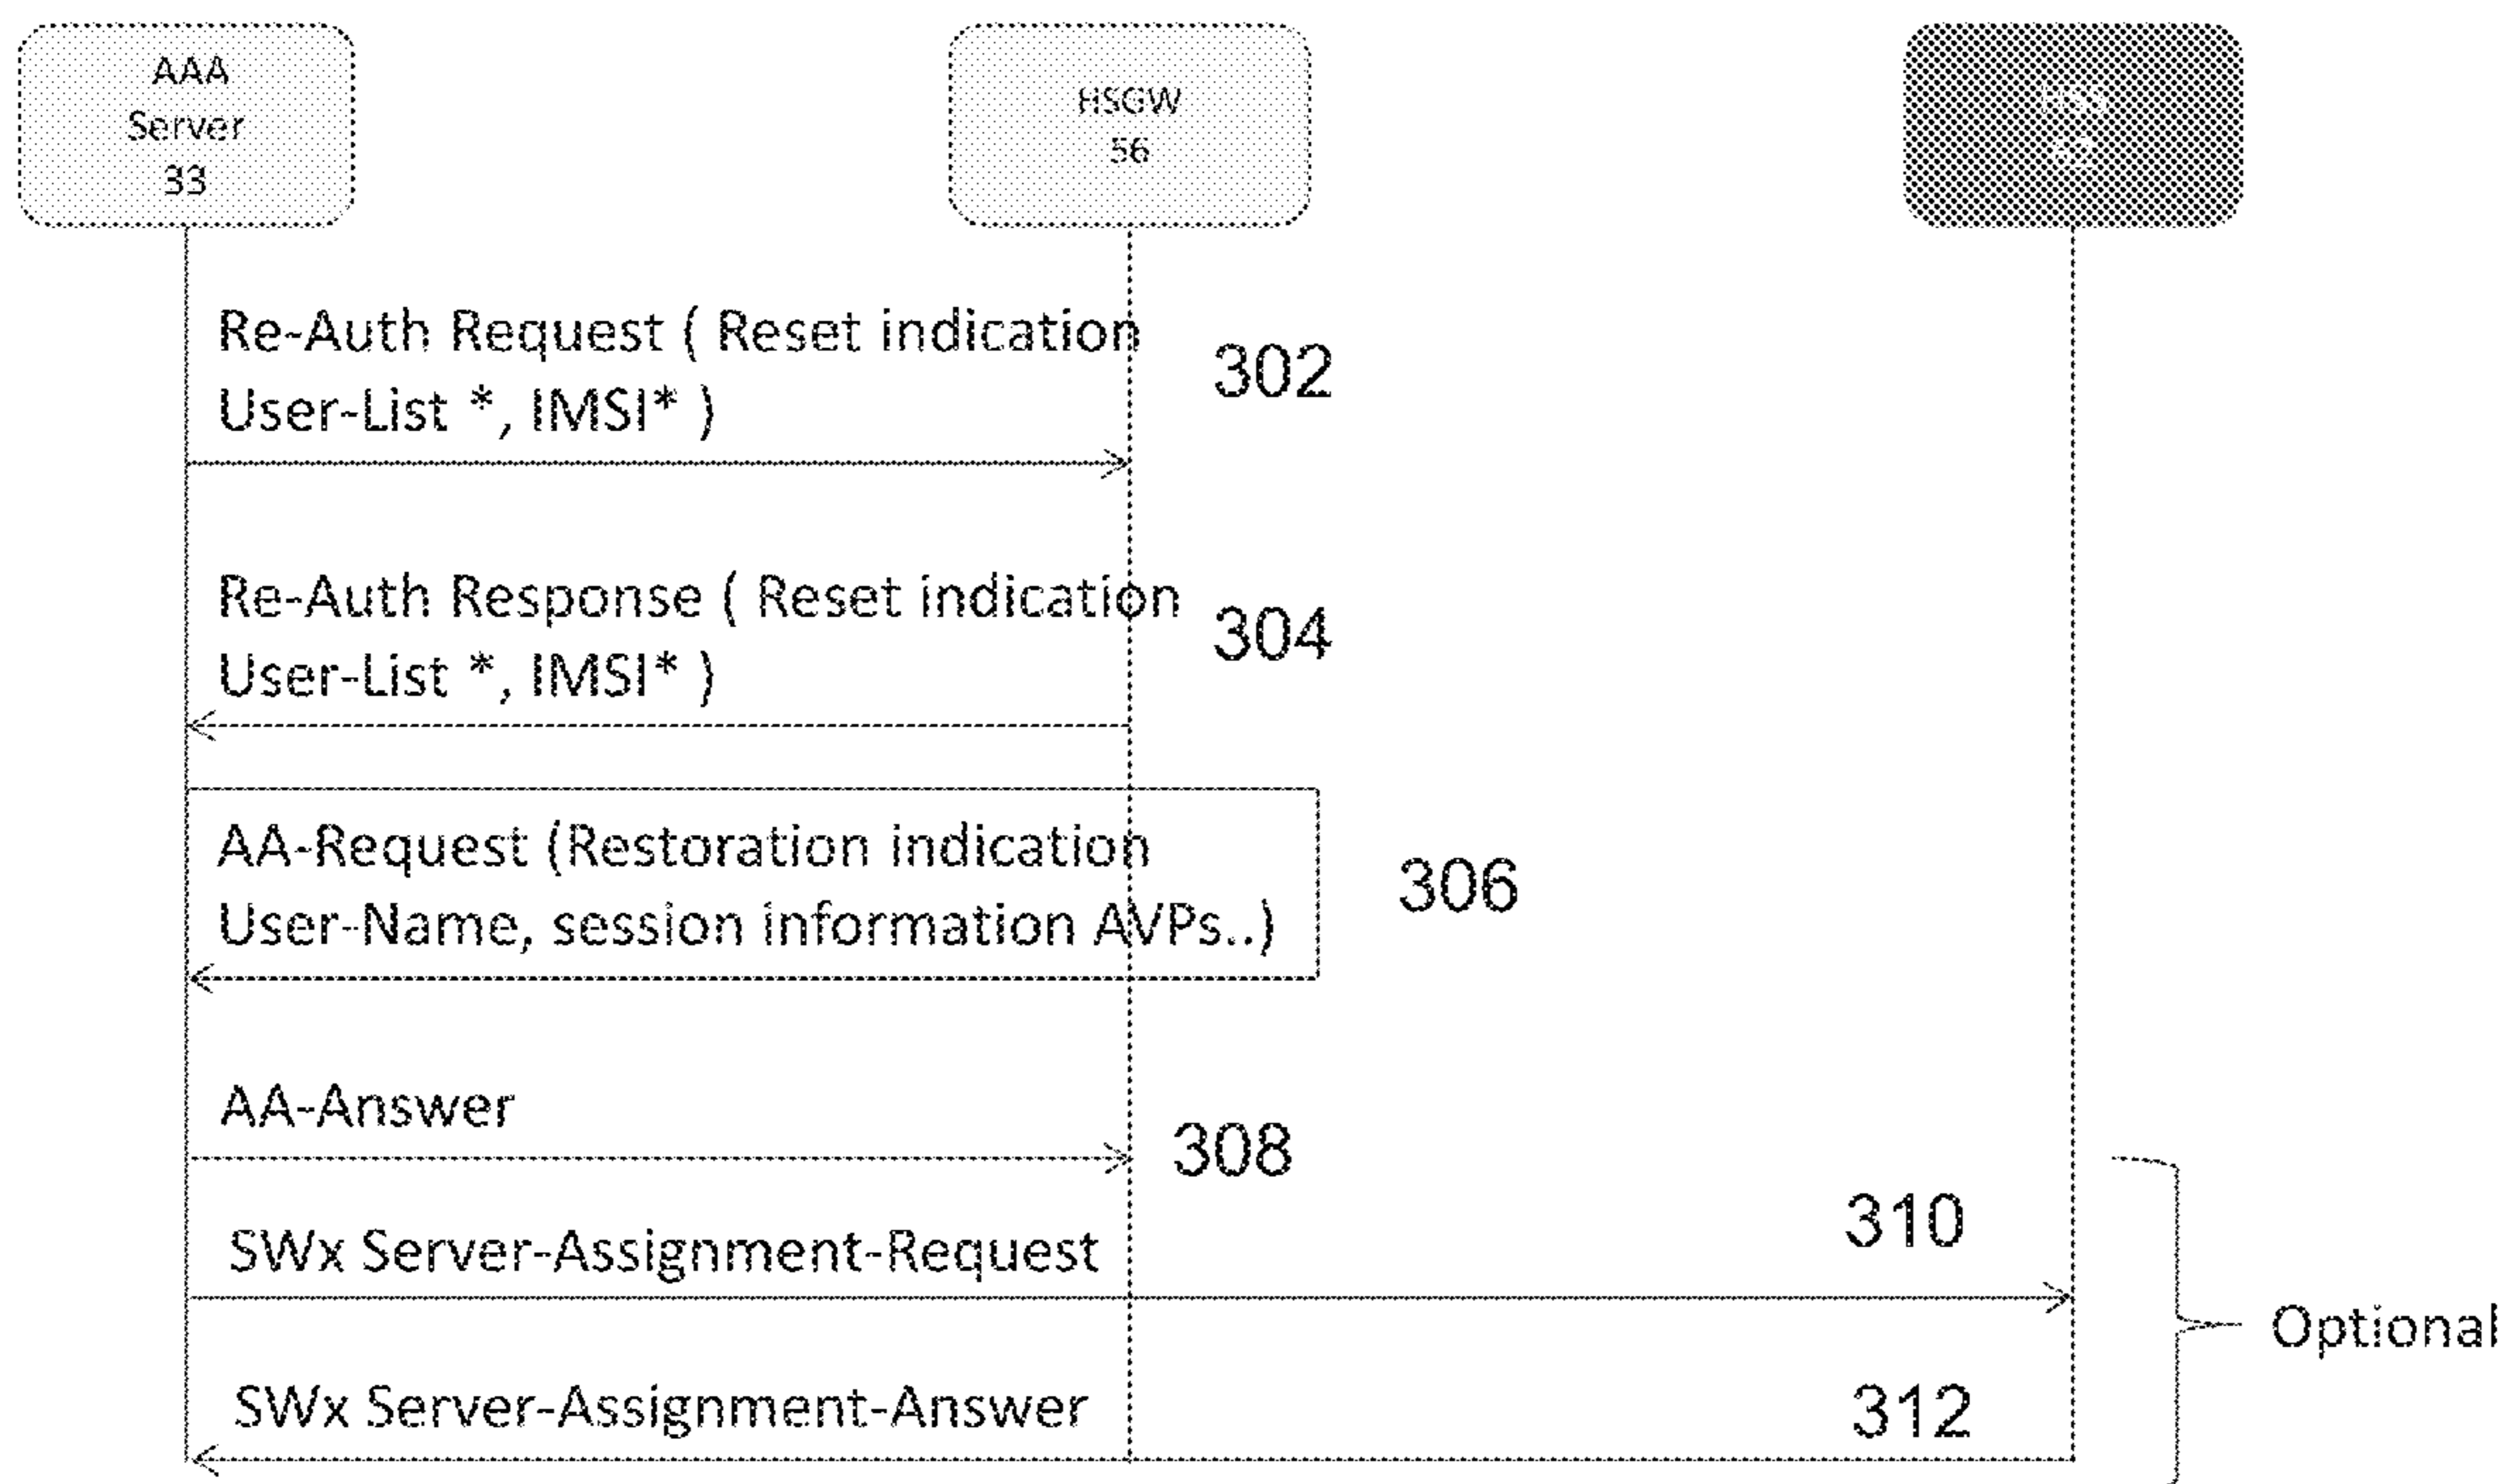 AAA
Server
33
HSGW
56
Re-Auth Request ( Reset indication
User-List *, IMSI* )
302
Re-Auth Response ( Reset indication
User-List *, IMSI* )
304
AA-Request (Restoration indication
User-Name, session information AVPs..)
306
AA-Answer
308
SWx Server-Assignment-Request
310
Optional
SWx Server-Assignment-Answer
312